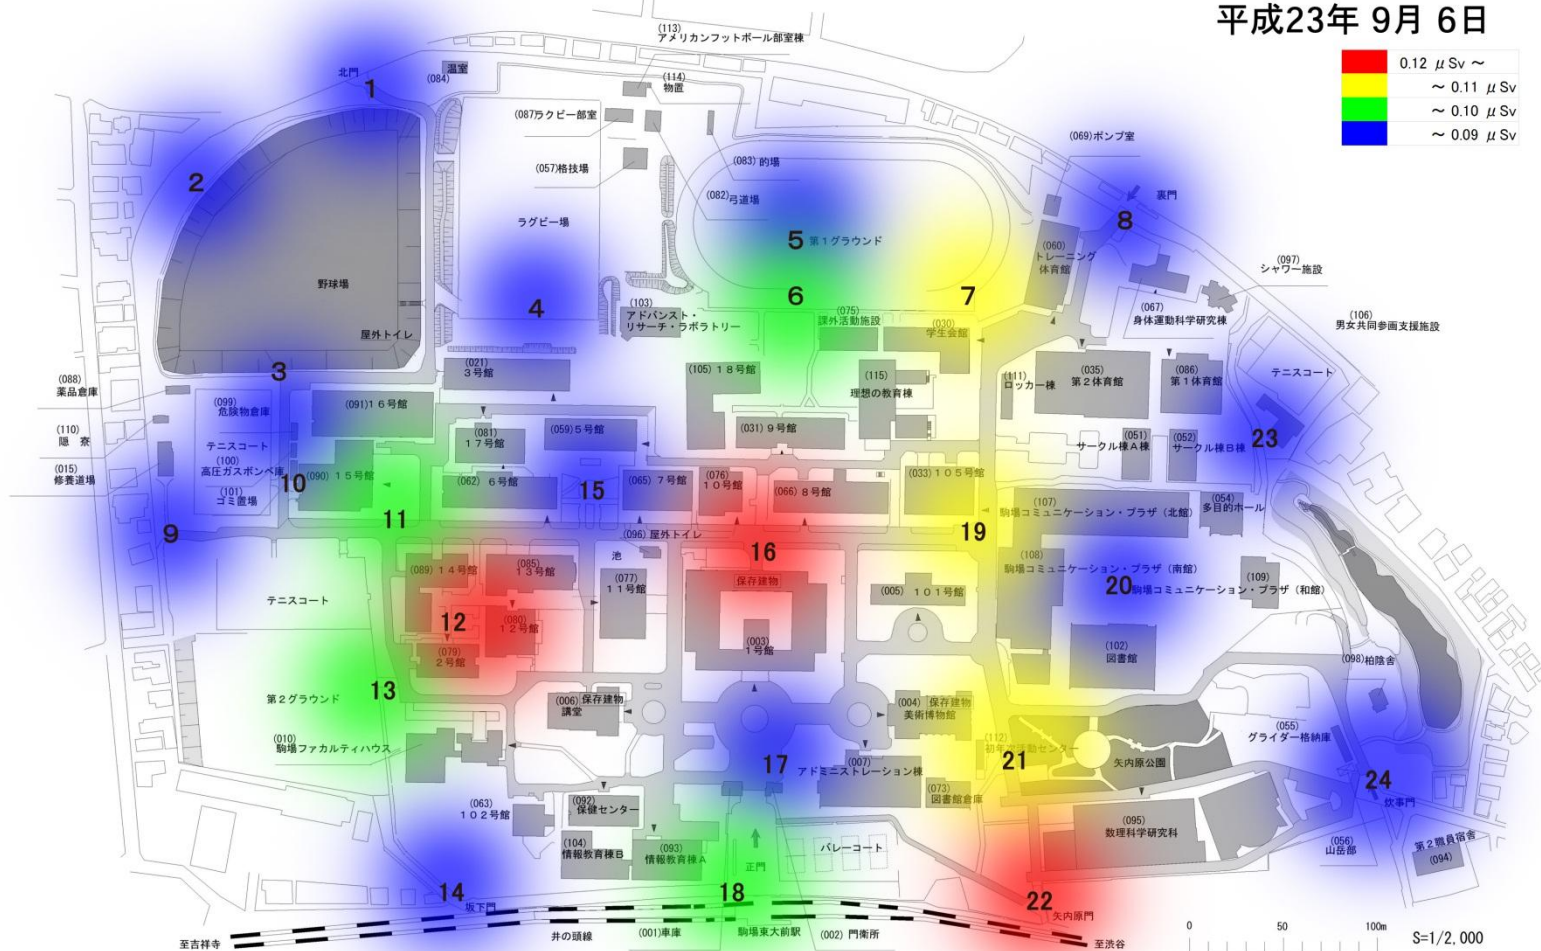 平成23年 9月 6日
0.12 μSv ～
～ 0.11 μSv
～ 0.10 μSv
～ 0.09 μSv
(113)
アメリカンフットボール部室棟
北門
1
(084)
温室
(114)
物置
(087)ラグビー部室
(069)ポンプ室
(057)格技場
(083) 的場
2
(082)弓道場
裏門
8
ラグビー場
5
第1グラウンド
(060)
トレーニング
体育館
(097)
シャワー施設
野球場
6
7
4
(103)
アドバンスト・
リサーチ・ラボラトリー
(075)
課外活動施設
(030)
学生会館
(067)
身体運動科学研究棟
(106)
男女共同参画支援施設
屋外トイレ
3
(021)
3号館
(105) 18号館
(115)
理想の教育棟
(111)
ロッカー棟
(035)
第2体育館
(086)
第1体育館
テニスコート
(088)
薬品倉庫
(099)
危険物倉庫
(091)16号館
(110)
隠 寮
テニスコート
(081)
17号館
(059)5号館
(031)9号館
(051)
サークル棟A棟
(052)
サークル棟B棟
23
(015)
修養道場
(100)
高圧ガスボンベ庫
(090) 15号館
(101)
ゴミ置場
10
(062) 6号館
15
(065) 7号館
(076)
10号館
(066)8号館
(033)105号館
(107)
駒場コミュニケーション・プラザ (北館)
(054)
多目的ホール
9
11
(096) 屋外トイレ
19
池
16
(089)14号館
(085)
13号館
(077)
11号館
保存建物
(005) 101号館
(108)
駒場コミュニケーション・プラザ (南館)
20
駒場コミュニケーション・プラザ (和館)
(109)
テニスコート
12
(080)
12号館
(079)
2号館
(003)
1号館
(102)
図書館
(098)柏陰舎
13
第2グラウンド
(006)
保存建物
講堂
(004)
保存建物
美術博物館
(010)
駒場ファカルティハウス
(112)
初年次活動センター
(055)
グライダー格納庫
17
(007)
アドミニストレーション棟
21
矢内原公園
24
炊事門
(063)
102号館
(092)
保健センター
(073)
図書館倉庫
(095)
数理科学研究科
(104)
情報教育棟B
(093)
情報教育棟A
正門
バレーコート
(056)
山岳部
第2職員宿舎
(094)
14
坂下門
18
22
矢内原門
至吉祥寺
井の頭線
(001)車庫
駒場東大前駅
(002) 門衛所
至渋谷
0 50 100m
S=1/2,000